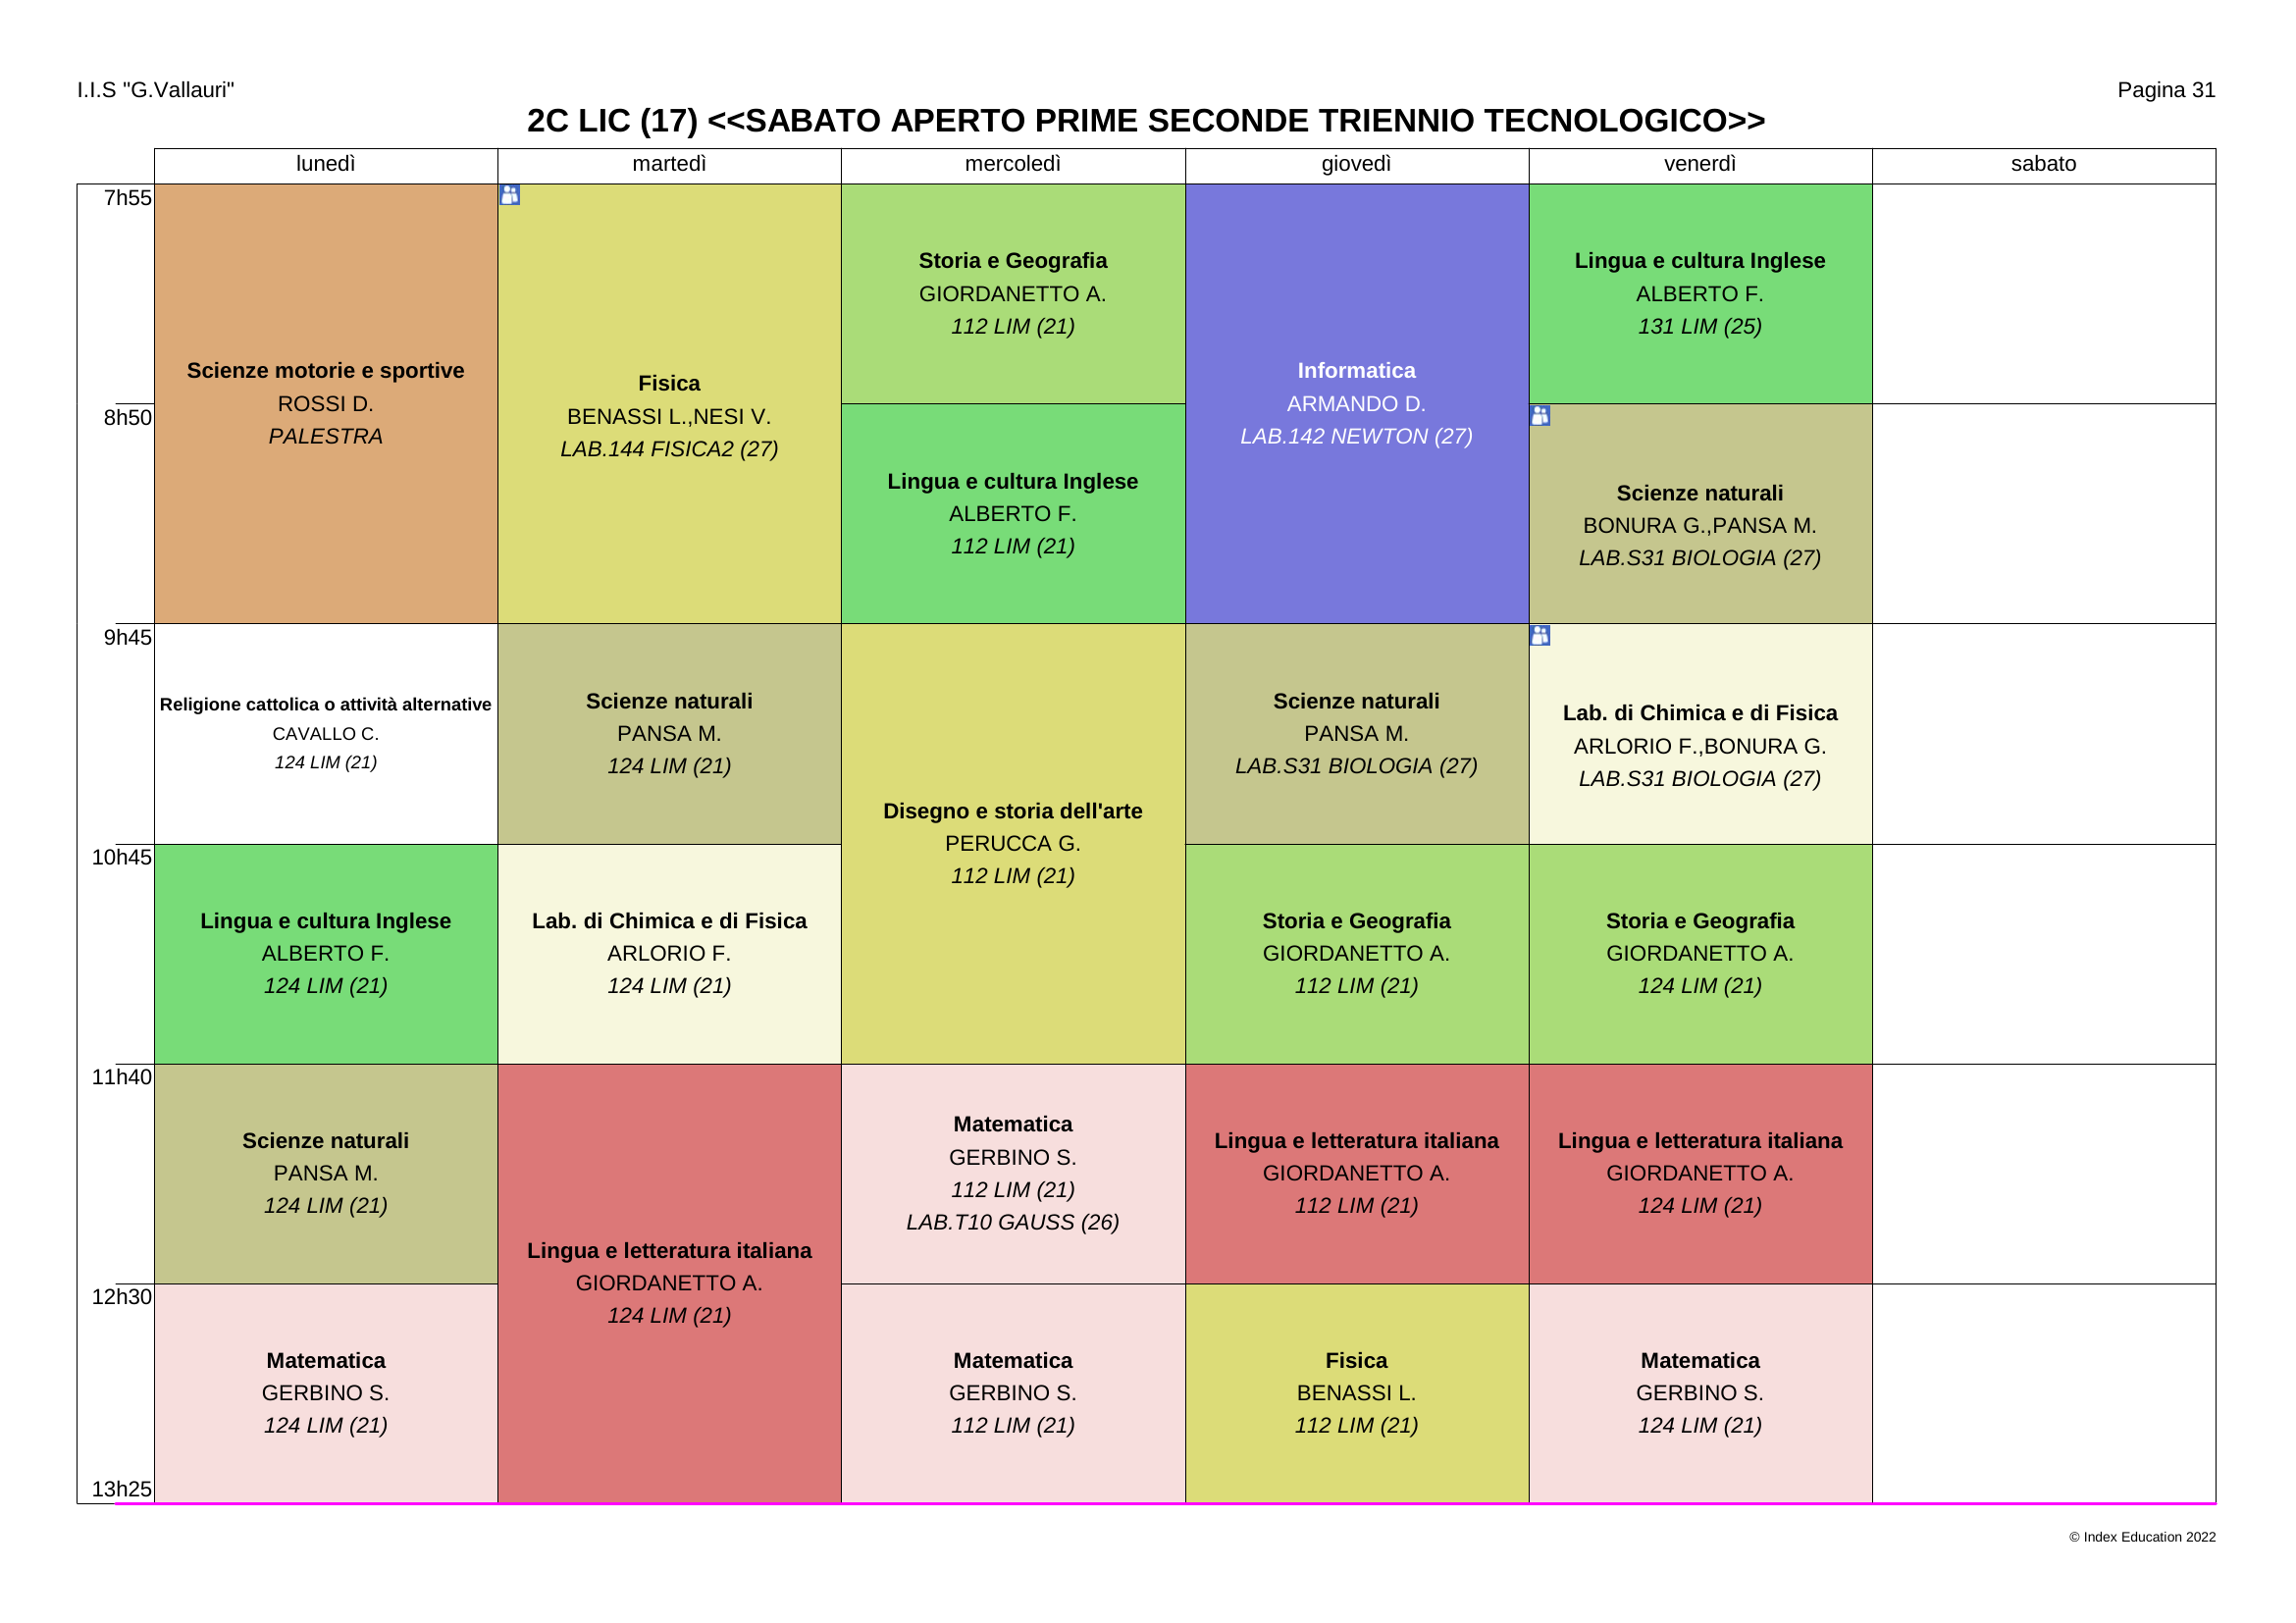 I.I.S "G.Vallauri"
Pagina 31
2C LIC (17) <<SABATO APERTO PRIME SECONDE TRIENNIO TECNOLOGICO>>
lunedì
martedì
mercoledì
giovedì
venerdì
sabato
7h55
8h50
9h45
10h45
11h40
12h30
13h25
Scienze motorie e sportive
ROSSI D.
PALESTRA
Religione cattolica o attività alternative
CAVALLO C.
124 LIM (21)
Lingua e cultura Inglese
ALBERTO F.
124 LIM (21)
Scienze naturali
PANSA M.
124 LIM (21)
Matematica
GERBINO S.
124 LIM (21)
Fisica
BENASSI L.,NESI V.
LAB.144 FISICA2 (27)
Scienze naturali
PANSA M.
124 LIM (21)
Lab. di Chimica e di Fisica
ARLORIO F.
124 LIM (21)
Lingua e letteratura italiana
GIORDANETTO A.
124 LIM (21)
Storia e Geografia
GIORDANETTO A.
112 LIM (21)
Lingua e cultura Inglese
ALBERTO F.
112 LIM (21)
Disegno e storia dell'arte
PERUCCA G.
112 LIM (21)
Matematica
GERBINO S.
112 LIM (21)
LAB.T10 GAUSS (26)
Matematica
GERBINO S.
112 LIM (21)
Informatica
ARMANDO D.
LAB.142 NEWTON (27)
Scienze naturali
PANSA M.
LAB.S31 BIOLOGIA (27)
Storia e Geografia
GIORDANETTO A.
112 LIM (21)
Lingua e letteratura italiana
GIORDANETTO A.
112 LIM (21)
Fisica
BENASSI L.
112 LIM (21)
Lingua e cultura Inglese
ALBERTO F.
131 LIM (25)
Scienze naturali
BONURA G.,PANSA M.
LAB.S31 BIOLOGIA (27)
Lab. di Chimica e di Fisica
ARLORIO F.,BONURA G.
LAB.S31 BIOLOGIA (27)
Storia e Geografia
GIORDANETTO A.
124 LIM (21)
Lingua e letteratura italiana
GIORDANETTO A.
124 LIM (21)
Matematica
GERBINO S.
124 LIM (21)
© Index Education 2022